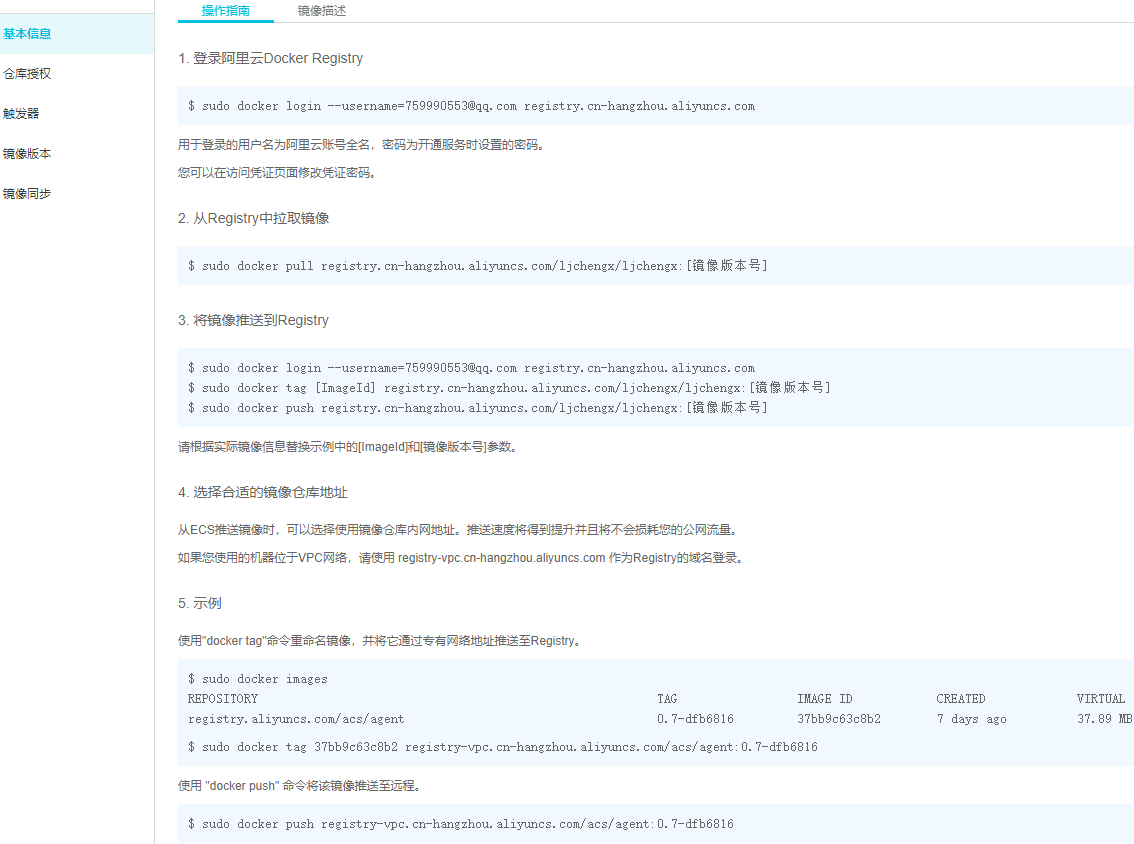 操作指南 镜像描述
基本信息
仓库授权
触发器
镜像版本
镜像同步
1. 登录阿里云Docker Registry
$ sudo docker login --username=759990553@qq.com registry.cn-hangzhou.aliyuncs.com
用于登录的用户名为阿里云账号全名，密码为开通服务时设置的密码。
您可以在访问凭证页面修改凭证密码。
2. 从Registry中拉取镜像
$ sudo docker pull registry.cn-hangzhou.aliyuncs.com/ljchengx/ljchengx:[镜像版本号]
3. 将镜像推送到Registry
$ sudo docker login --username=759990553@qq.com registry.cn-hangzhou.aliyuncs.com
$ sudo docker tag [ImageId] registry.cn-hangzhou.aliyuncs.com/ljchengx/ljchengx:[镜像版本号]
$ sudo docker push registry.cn-hangzhou.aliyuncs.com/ljchengx/ljchengx:[镜像版本号]
请根据实际镜像信息替换示例中的[ImageId]和[镜像版本号]参数。
4. 选择合适的镜像仓库地址
从ECS推送镜像时，可以选择使用镜像仓库内网地址。推送速度将得到提升并且将不会损耗您的公网流量。
如果您使用的机器位于VPC网络，请使用 registry-vpc.cn-hangzhou.aliyuncs.com 作为Registry的域名登录。
5. 示例
使用"docker tag"命令重命名镜像，并将它通过专有网络地址推送至Registry。
$ sudo docker images
REPOSITORY TAG IMAGE ID CREATED VIRTUAL
registry.aliyuncs.com/acs/agent 0.7-dfb6816 37bb9c63c8b2 7 days ago 37.89 MB
$ sudo docker tag 37bb9c63c8b2 registry-vpc.cn-hangzhou.aliyuncs.com/acs/agent:0.7-dfb6816
使用 "docker push" 命令将该镜像推送至远程。
$ sudo docker push registry-vpc.cn-hangzhou.aliyuncs.com/acs/agent:0.7-dfb6816